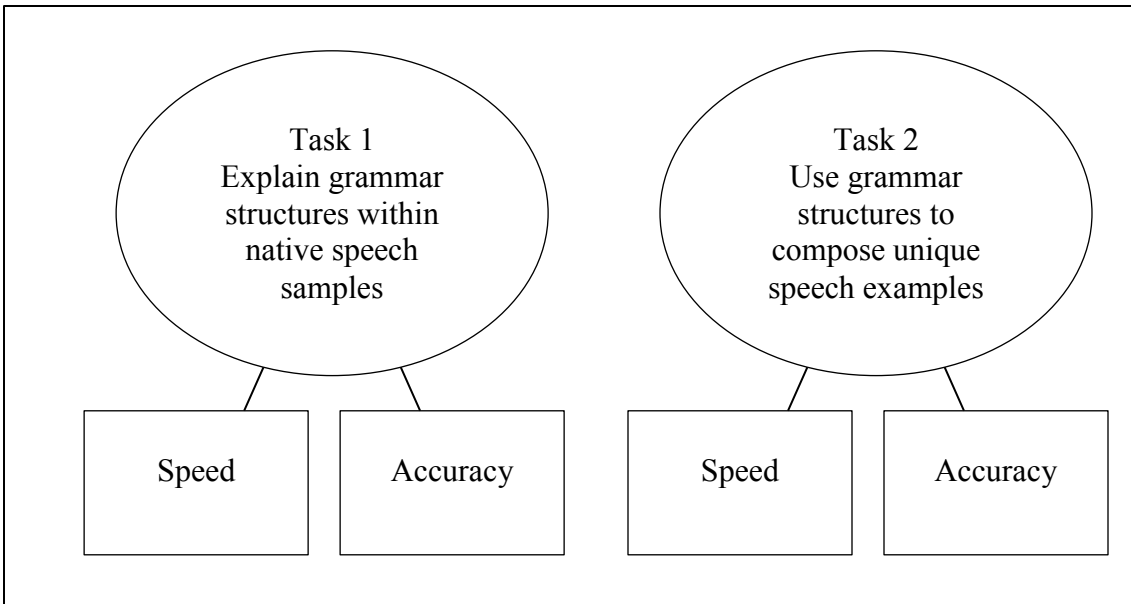 Task 1
Explain grammar
structures within
native speech
samples
Task 2
Use grammar
structures to
compose unique
speech examples
Speed
Accuracy
Speed
Accuracy